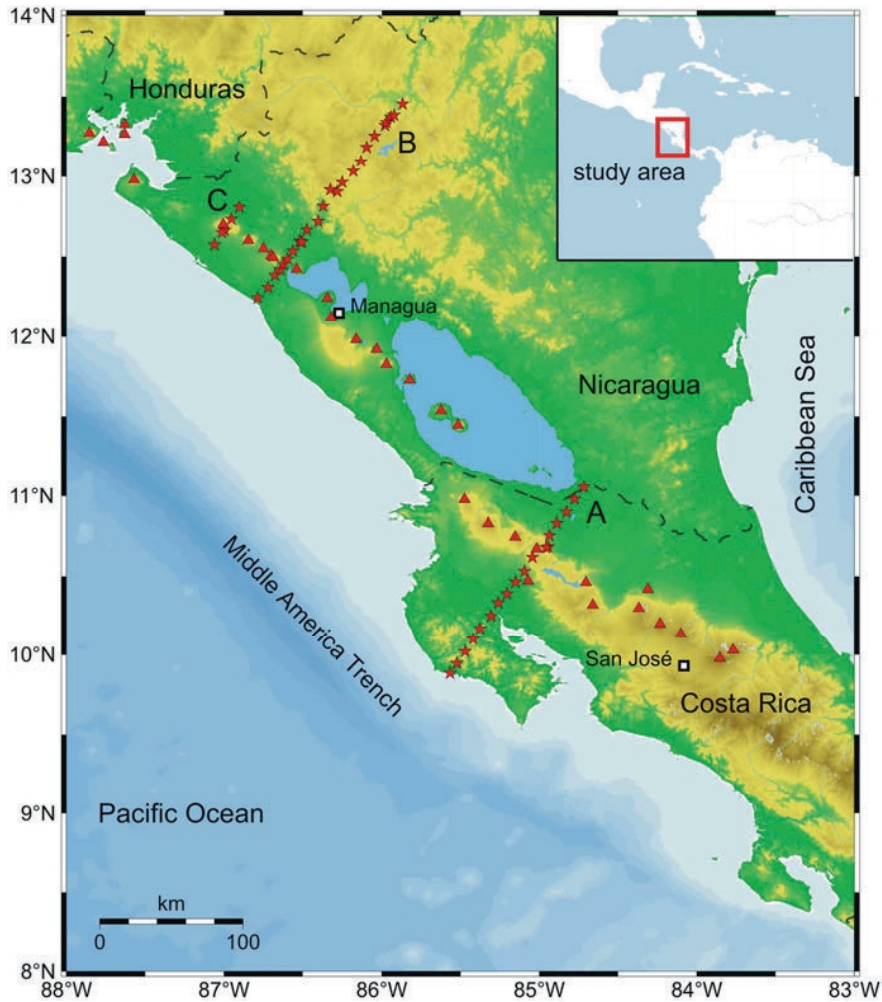 14°N
Honduras
B
study area
13°N
C
Managua
12°N
Nicaragua
Caribbean Sea
11°N
A
Middle America Trench
10°N
San José
Costa Rica
9°N
Pacific Ocean
km
0 100
8°N
88°W 87°W 86°W 85°W 84°W 83°W